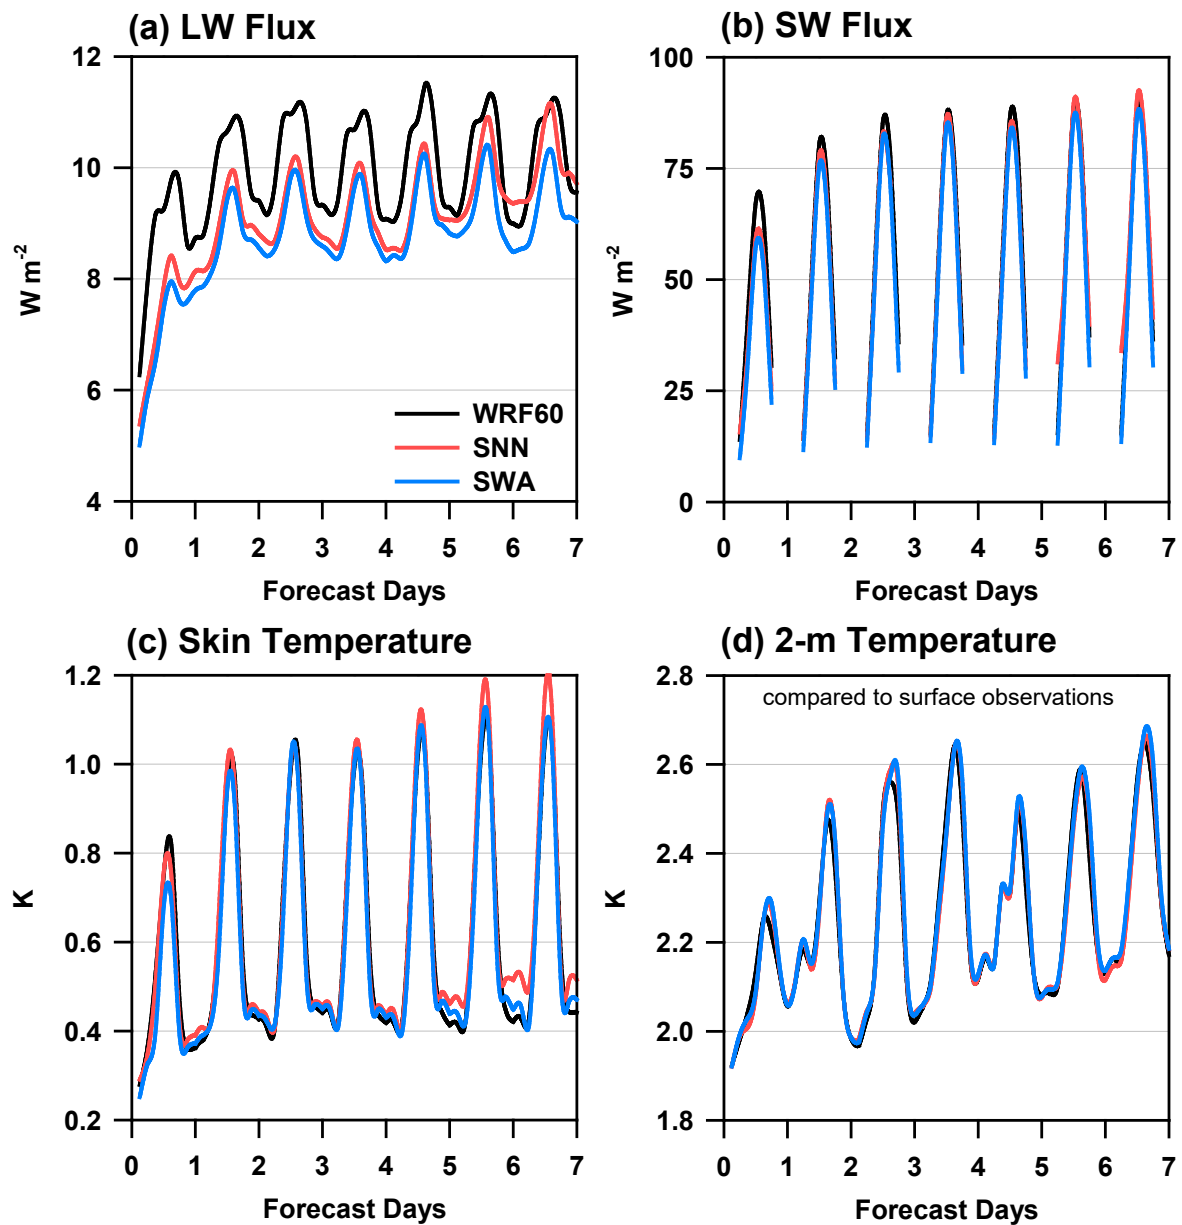 (a) LW Flux
12
10
8
6
4
W m-2
WRF60
SNN
SWA
0 1 2 3 4 5 6 7
Forecast Days
(b) SW Flux
100
75
50
25
0
W m-2
0 1 2 3 4 5 6 7
Forecast Days
(c) Skin Temperature
1.2
1.0
0.8
0.6
0.4
0.2
K
0 1 2 3 4 5 6 7
Forecast Days
(d) 2-m Temperature
compared to surface observations
2.8
2.6
2.4
2.2
2.0
1.8
K
0 1 2 3 4 5 6 7
Forecast Days